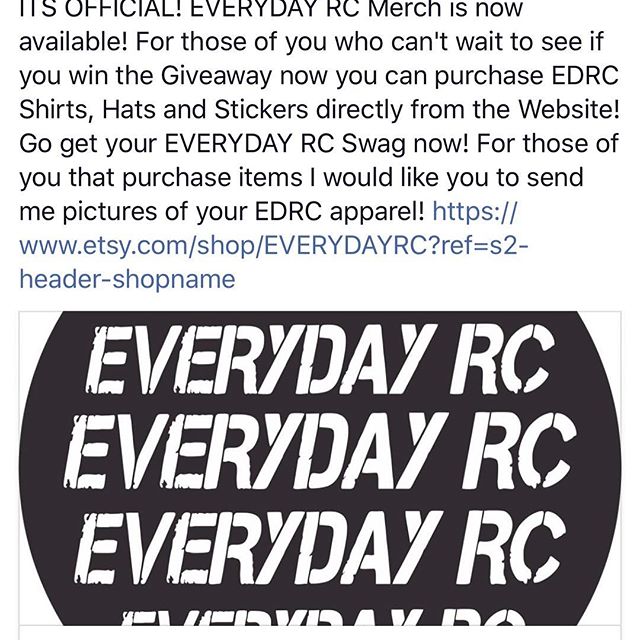 ITS OFFICIAL! EVERYDAY RC Merch is now
available! For those of you who can't wait to see if
you win the Giveaway now you can purchase EDRC
Shirts, Hats and Stickers directly from the Website!
Go get your EVERYDAY RC Swag now! For those of
you that purchase items I would like you to send
me pictures of your EDRC apparel! https://
www.etsy.com/shop/EVERYDAYRC?ref=s2-
header-shopname
EVERYDAY RC
EVERYDAY RC
EVERYDAY RC
EVERYDAY RC